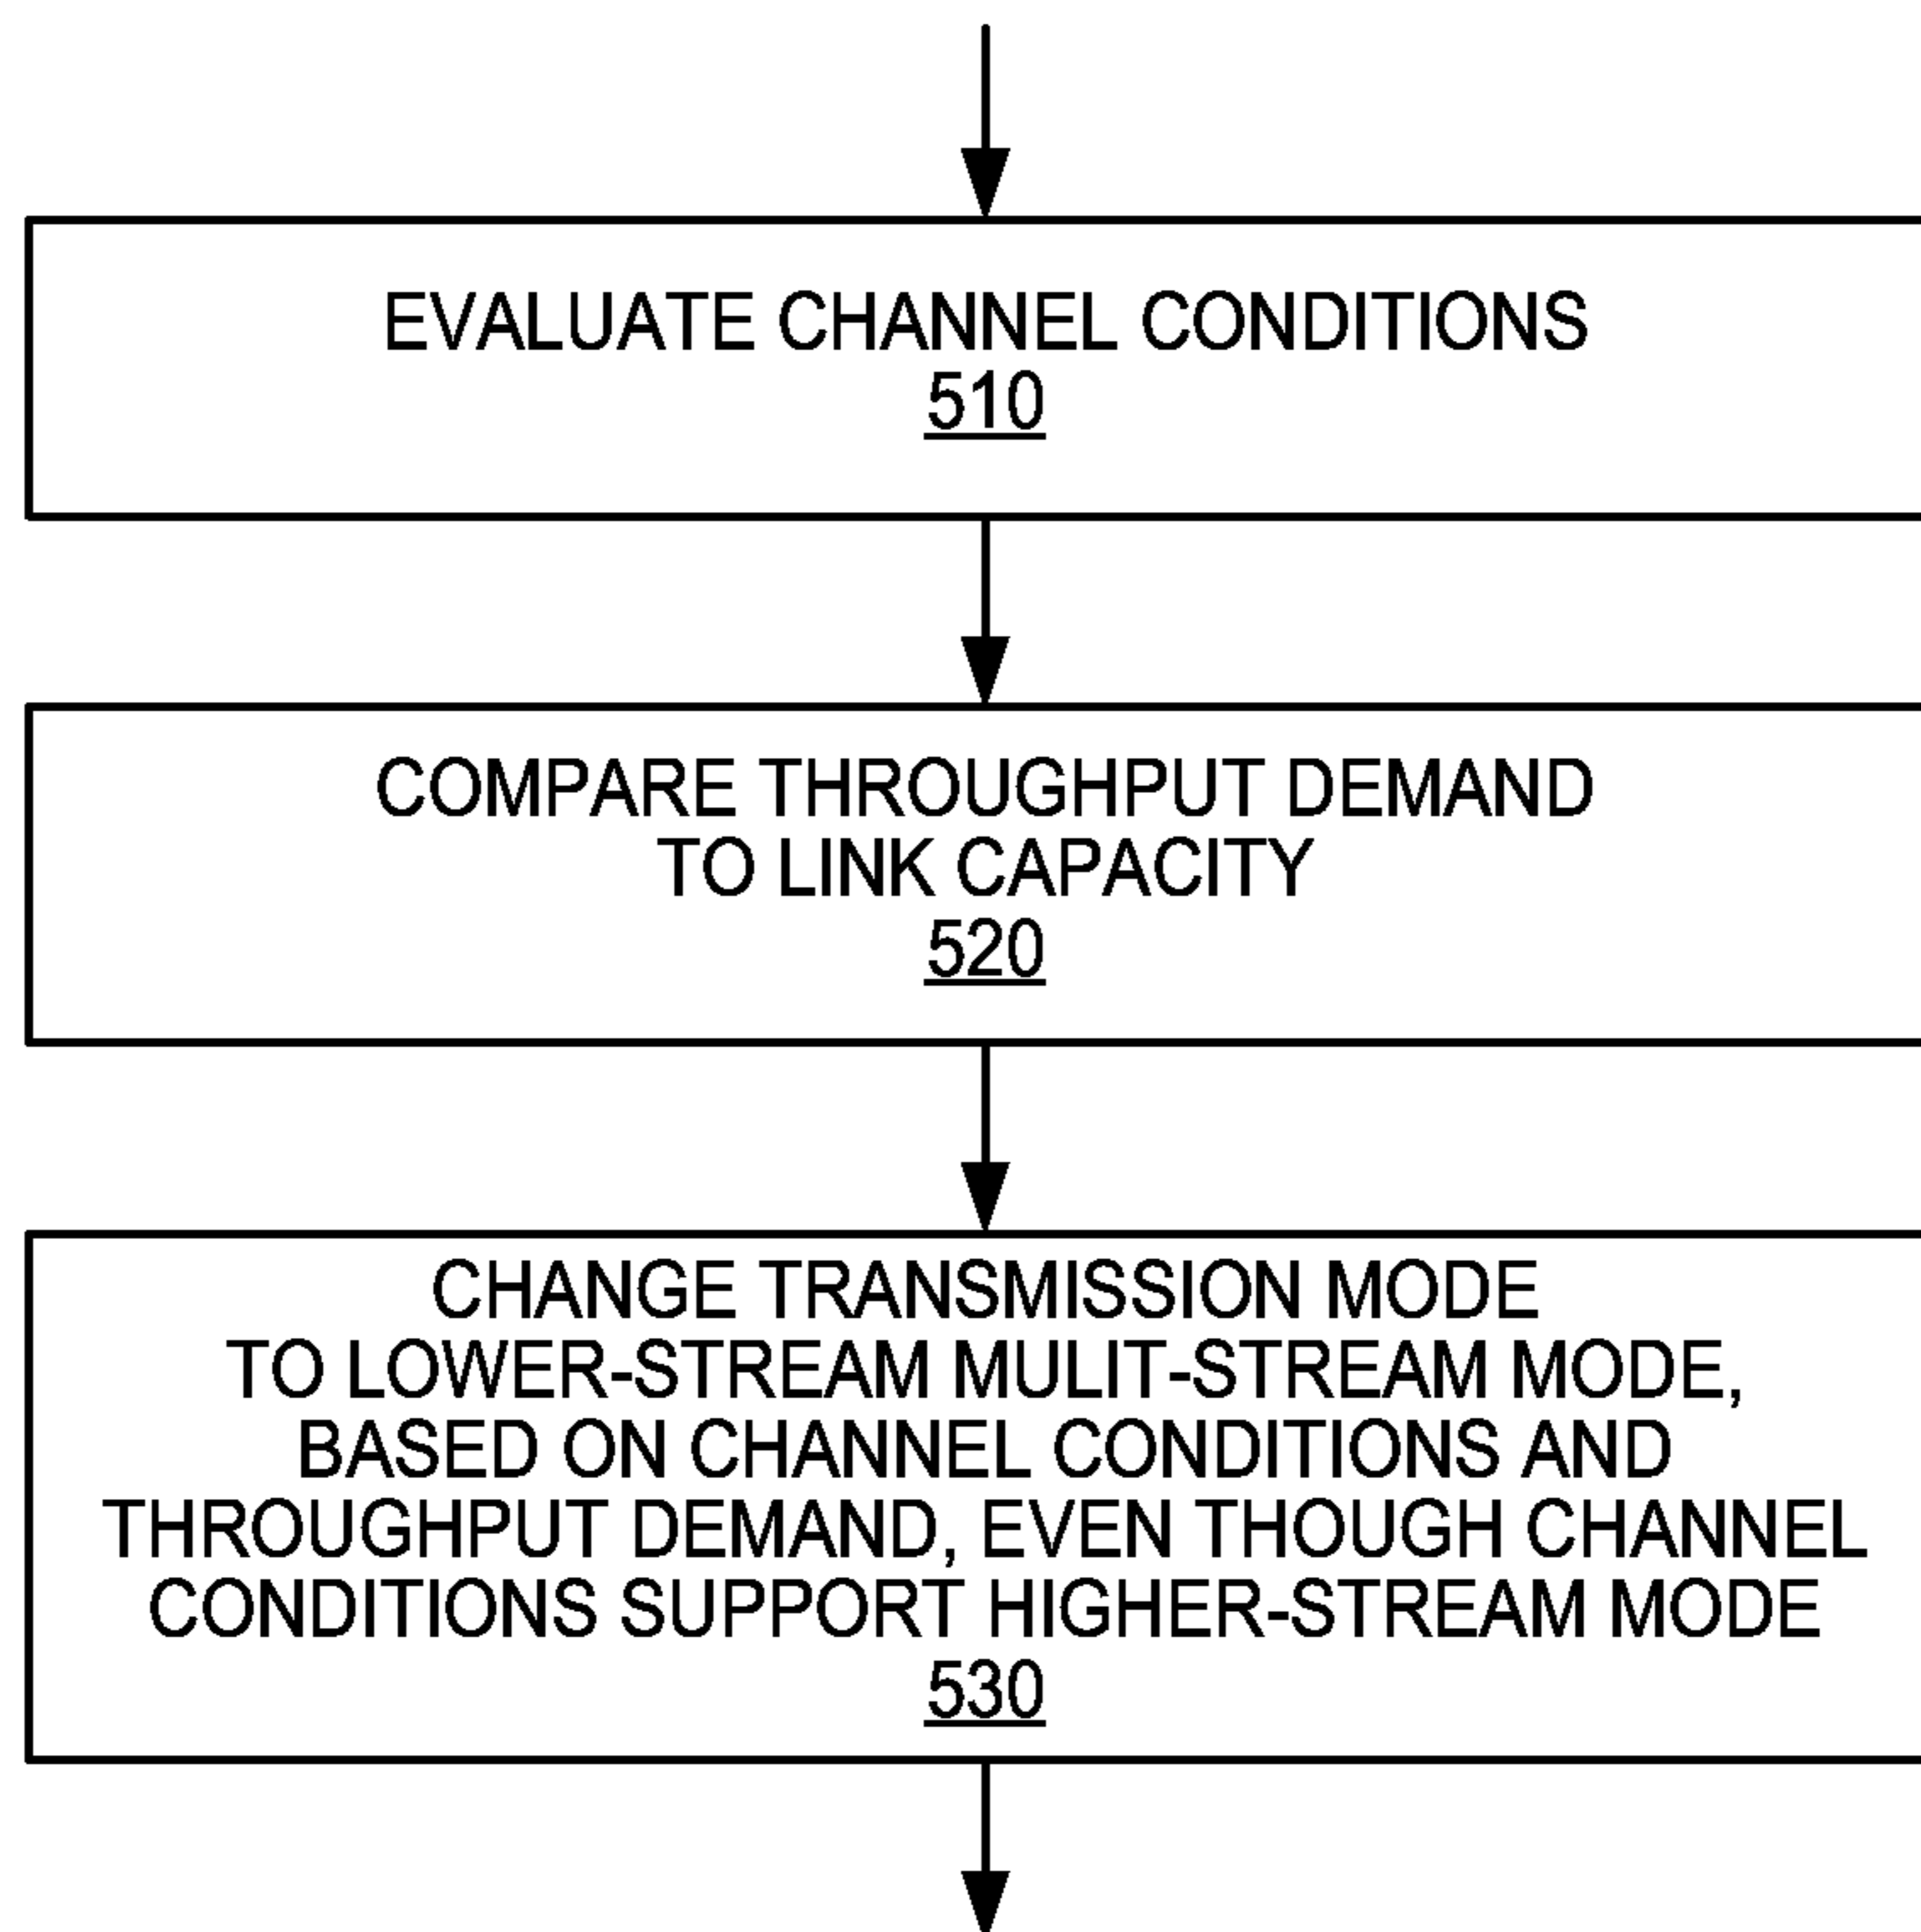 EVALUATE CHANNEL CONDITIONS
510
COMPARE THROUGHPUT DEMAND
TO LINK CAPACITY
520
CHANGE TRANSMISSION MODE
TO LOWER-STREAM MULIT-STREAM MODE,
BASED ON CHANNEL CONDITIONS AND
THROUGHPUT DEMAND, EVEN THOUGH CHANNEL
CONDITIONS SUPPORT HIGHER-STREAM MODE
530